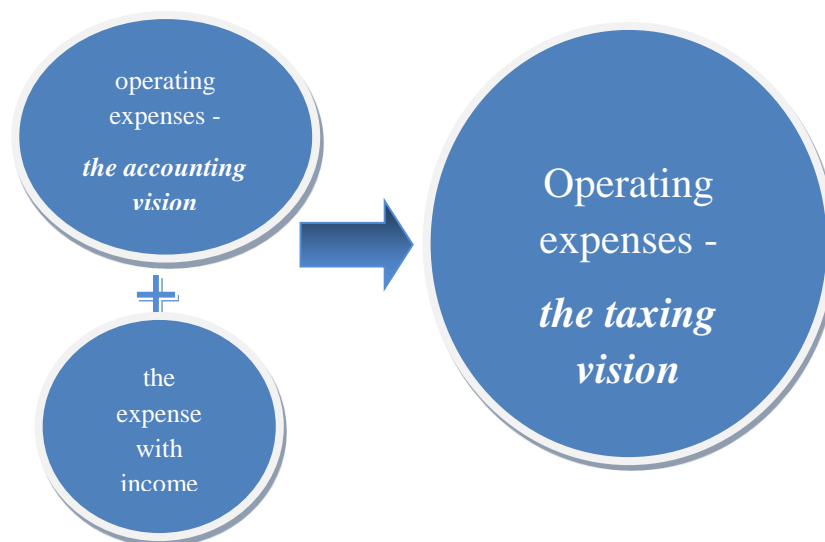 operating
expenses -
the accounting
vision
+
the
expense
with
income
Operating
expenses -
the taxing
vision